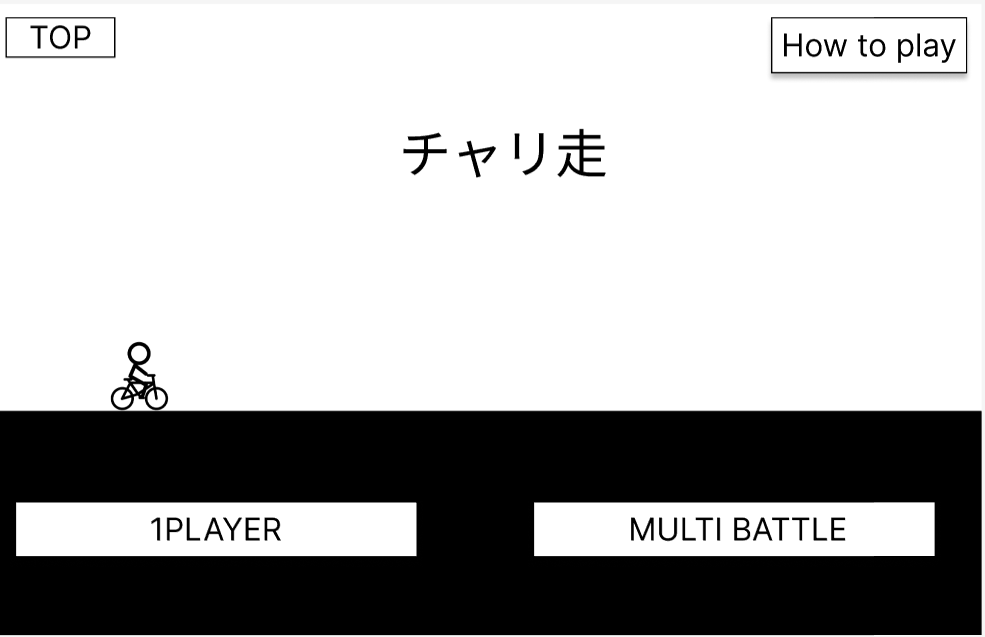 TOP
How to play
チャリ走
1PLAYER
MULTI BATTLE